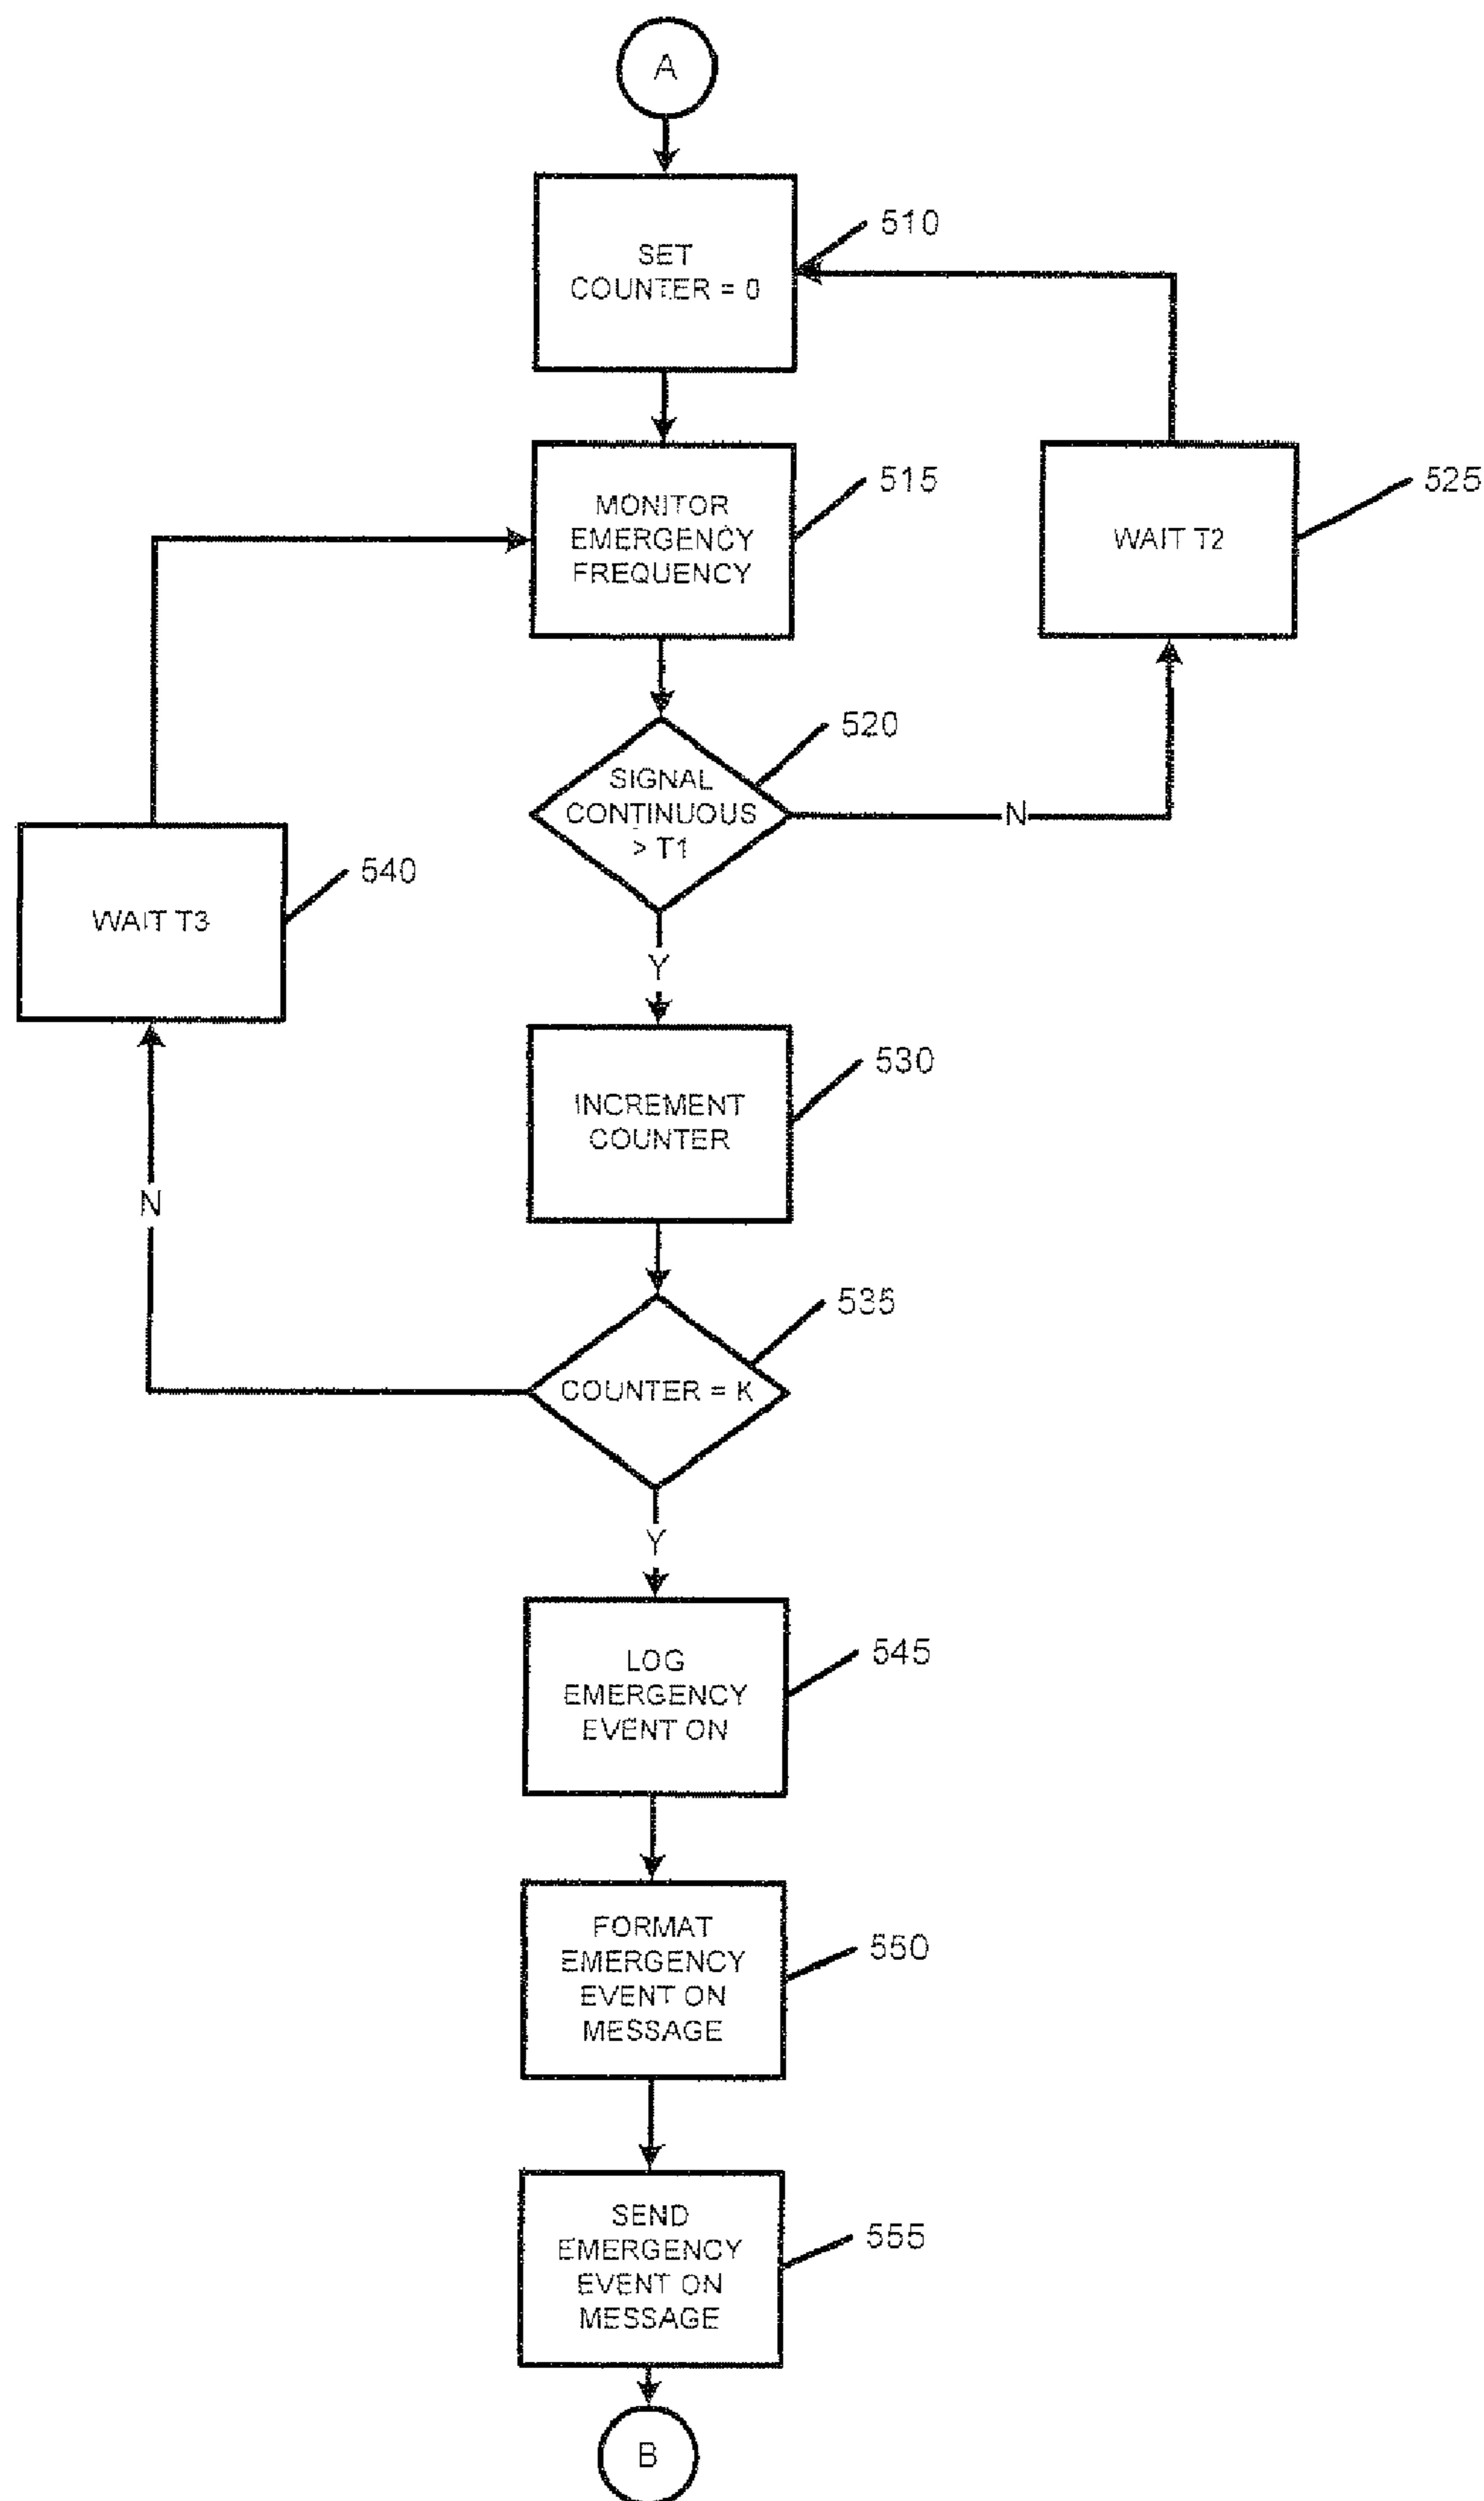 A
SET
COUNTER = 0
510
MONITOR
EMERGENCY
FREQUENCY
515
WAIT T2
525
SIGNAL
CONTINUOUS
> T1
520
N
WAIT T3
540
Y
INCREMENT
COUNTER
530
N
COUNTER = K
535
Y
LOG
EMERGENCY
EVENT ON
545
FORMAT
EMERGENCY
EVENT ON
MESSAGE
550
SEND
EMERGENCY
EVENT ON
MESSAGE
555
B